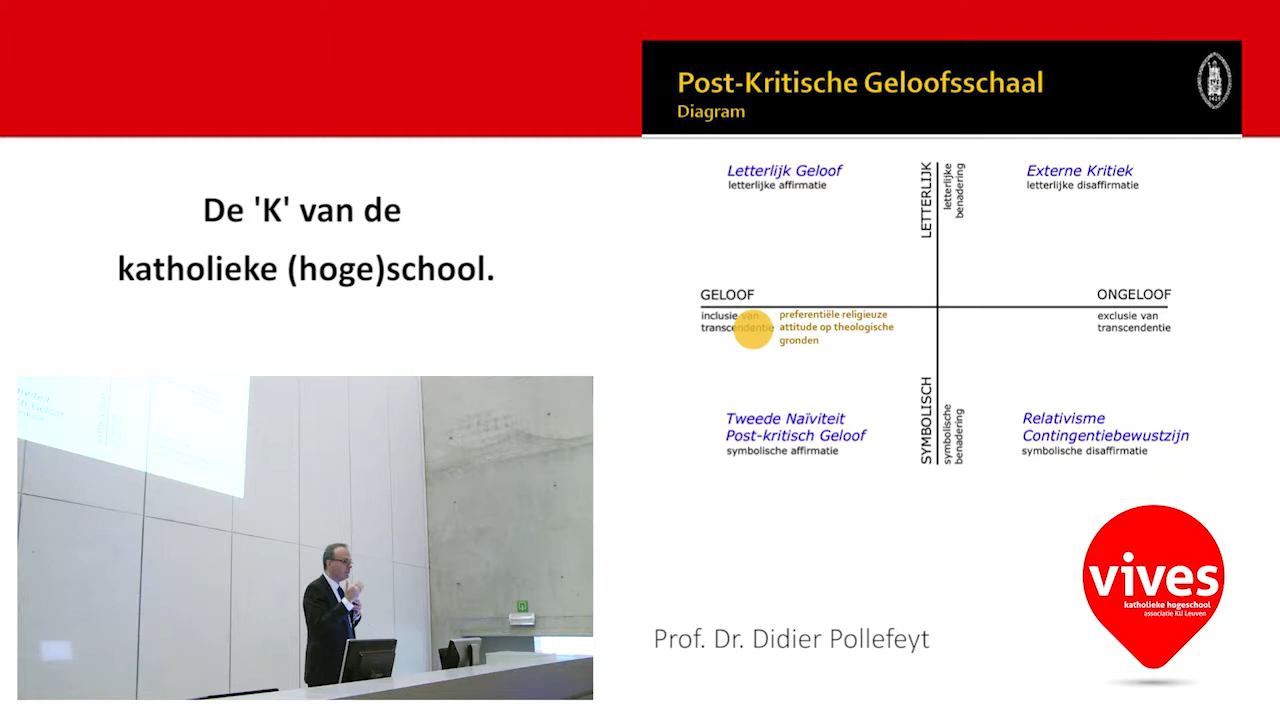 Post-Kritische Geloofsschaal
Diagram
De 'K' van de
katholieke (hoge)school.
Letterlijk Geloof
letterlijke affirmatie
LETTERLIJK
letterlijke
benadering
Externe Kritiek
letterlijke disaffirmatie
GELOOF
inclusie van
transcendentie
preferentiële religieuze
attitude op theologische
gronden
ONGELOOF
exclusie van
transcendentie
Tweede Naïviteit
Post-kritisch Geloof
symbolische affirmatie
SYMBOLISCH
symbolische
benadering
Relativisme
Contingentiebewustzijn
symbolische disaffirmatie
vives
katholieke hogeschool
associatie KU Leuven
Prof. Dr. Didier Pollefeyt